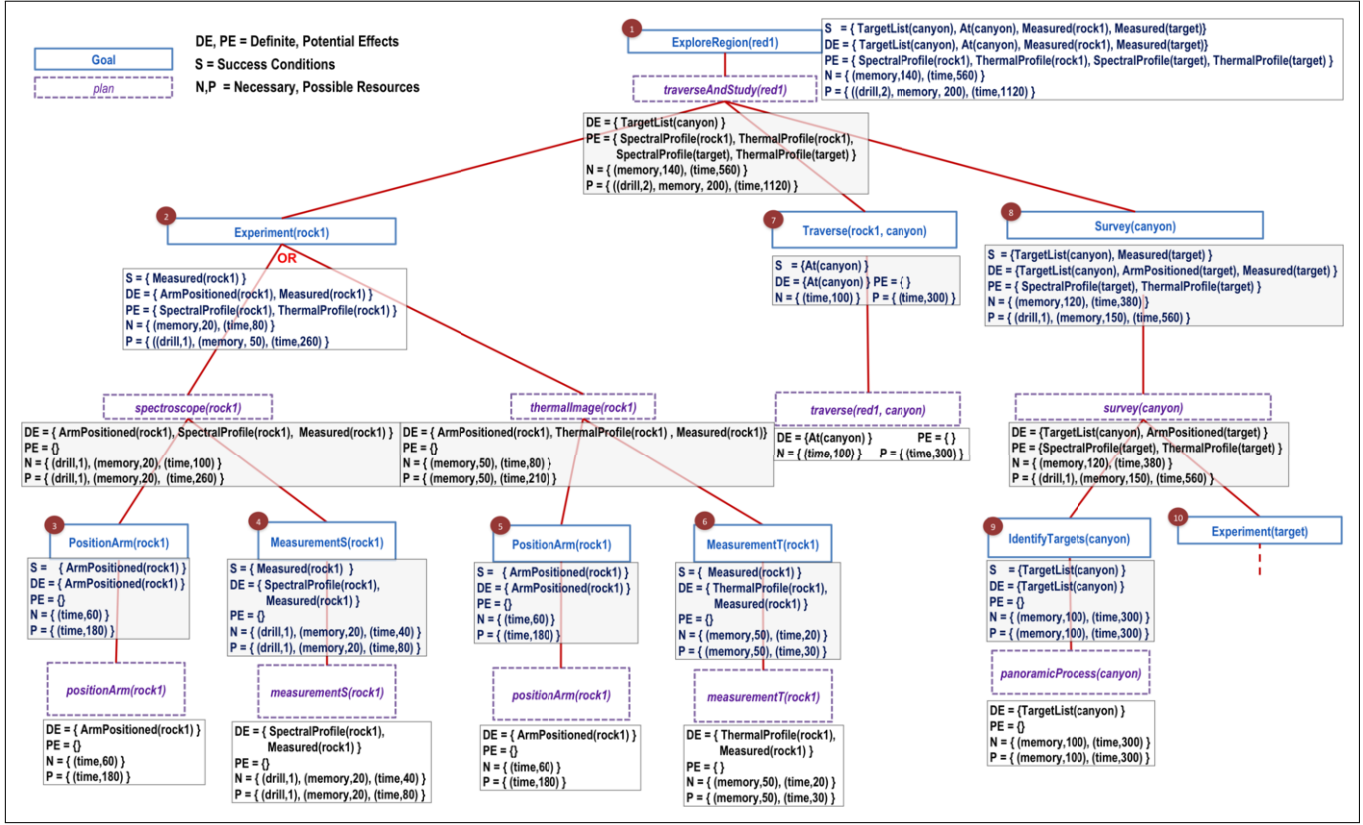 Goal
plan
DE, PE = Definite, Potential Effects
S = Success Conditions
N,P = Necessary, Possible Resources
1
ExploreRegion(red1)
S = { TargetList(canyon), At(canyon), Measured(rock1), Measured(target)}
DE = { TargetList(canyon), At(canyon), Measured(rock1), Measured(target)}
PE = { SpectralProfile(rock1), ThermalProfile(rock1), SpectralProfile(target), ThermalProfile(target) }
N = { (memory,140), (time,560) }
P = { ((drill,2), memory, 200), (time,1120) }
traverseAndStudy(red1)
DE = { TargetList(canyon) }
PE = { SpectralProfile(rock1), ThermalProfile(rock1),
SpectralProfile(target), ThermalProfile(target) }
N = { (memory,140), (time,560) }
P = { ((drill,2), memory, 200), (time,1120) }
2
Experiment(rock1)
OR
S = { Measured(rock1) }
DE = { ArmPositioned(rock1), Measured(rock1) }
PE = { SpectralProfile(rock1), ThermalProfile(rock1) }
N = { (memory,20), (time,80) }
P = { ((drill,1), (memory, 50), (time,260) }
7
Traverse(rock1, canyon)
S = {At(canyon) }
DE = {At(canyon) } PE = { }
N = { (time,100) } P = { (time,300) }
8
Survey(canyon)
S = {TargetList(canyon), Measured(target) }
DE = {TargetList(canyon), ArmPositioned(target), Measured(target) }
PE = { SpectralProfile(target), ThermalProfile(target) }
N = { (memory,120), (time,380) }
P = { (drill,1), (memory,150), (time,560) }
spectroscope(rock1)
DE = { ArmPositioned(rock1), SpectralProfile(rock1), Measured(rock1) }
PE = {}
N = { (drill,1), (memory,20), (time,100) }
P = { (drill,1), (memory,20), (time,260) }
thermalImage(rock1)
DE = { ArmPositioned(rock1), ThermalProfile(rock1) , Measured(rock1)}
PE = {}
N = { (memory,50), (time,80) }
P = { (memory,50), (time,210) }
traverse(red1, canyon)
DE = {At(canyon) } PE = { }
N = { (time,100) } P = { (time,300) }
survey(canyon)
DE = {TargetList(canyon), ArmPositioned(target) }
PE = {SpectralProfile(target), ThermalProfile(target) }
N = { (memory,120), (time,380) }
P = { (drill,1), (memory,150), (time,560) }
3
PositionArm(rock1)
S = { ArmPositioned(rock1) }
DE = { ArmPositioned(rock1) }
PE = {}
N = { (time,60) }
P = { (time,180) }
4
MeasurementS(rock1)
S = { Measured(rock1) }
DE = { SpectralProfile(rock1),
Measured(rock1) }
PE = {}
N = { (drill,1), (memory,20), (time,40) }
P = { (drill,1), (memory,20), (time,80) }
5
PositionArm(rock1)
S = { ArmPositioned(rock1) }
DE = { ArmPositioned(rock1) }
PE = {}
N = { (time,60) }
P = { (time,180) }
6
MeasurementT(rock1)
S = { Measured(rock1) }
DE = { ThermalProfile(rock1),
Measured(rock1) }
PE = {}
N = { (memory,50), (time,20) }
P = { (memory,50), (time,30) }
9
IdentifyTargets(canyon)
S = {TargetList(canyon) }
DE = {TargetList(canyon) }
PE = {}
N = { (memory,100), (time,300) }
P = { (memory,100), (time,300) }
10
Experiment(target)
positionArm(rock1)
DE = { ArmPositioned(rock1) }
PE = {}
N = { (time,60) }
P = { (time,180) }
measurementS(rock1)
DE = { SpectralProfile(rock1),
Measured(rock1) }
PE = {}
N = { (drill,1), (memory,20), (time,40) }
P = { (drill,1), (memory,20), (time,80) }
positionArm(rock1)
DE = { ArmPositioned(rock1) }
PE = {}
N = { (time,60) }
P = { (time,180) }
measurementT(rock1)
DE = { ThermalProfile(rock1),
Measured(rock1) }
PE = { }
N = { (memory,50), (time,20) }
P = { (memory,50), (time,30) }
panoramicProcess(canyon)
DE = {TargetList(canyon) }
PE = {}
N = { (memory,100), (time,300) }
P = { (memory,100), (time,300) }